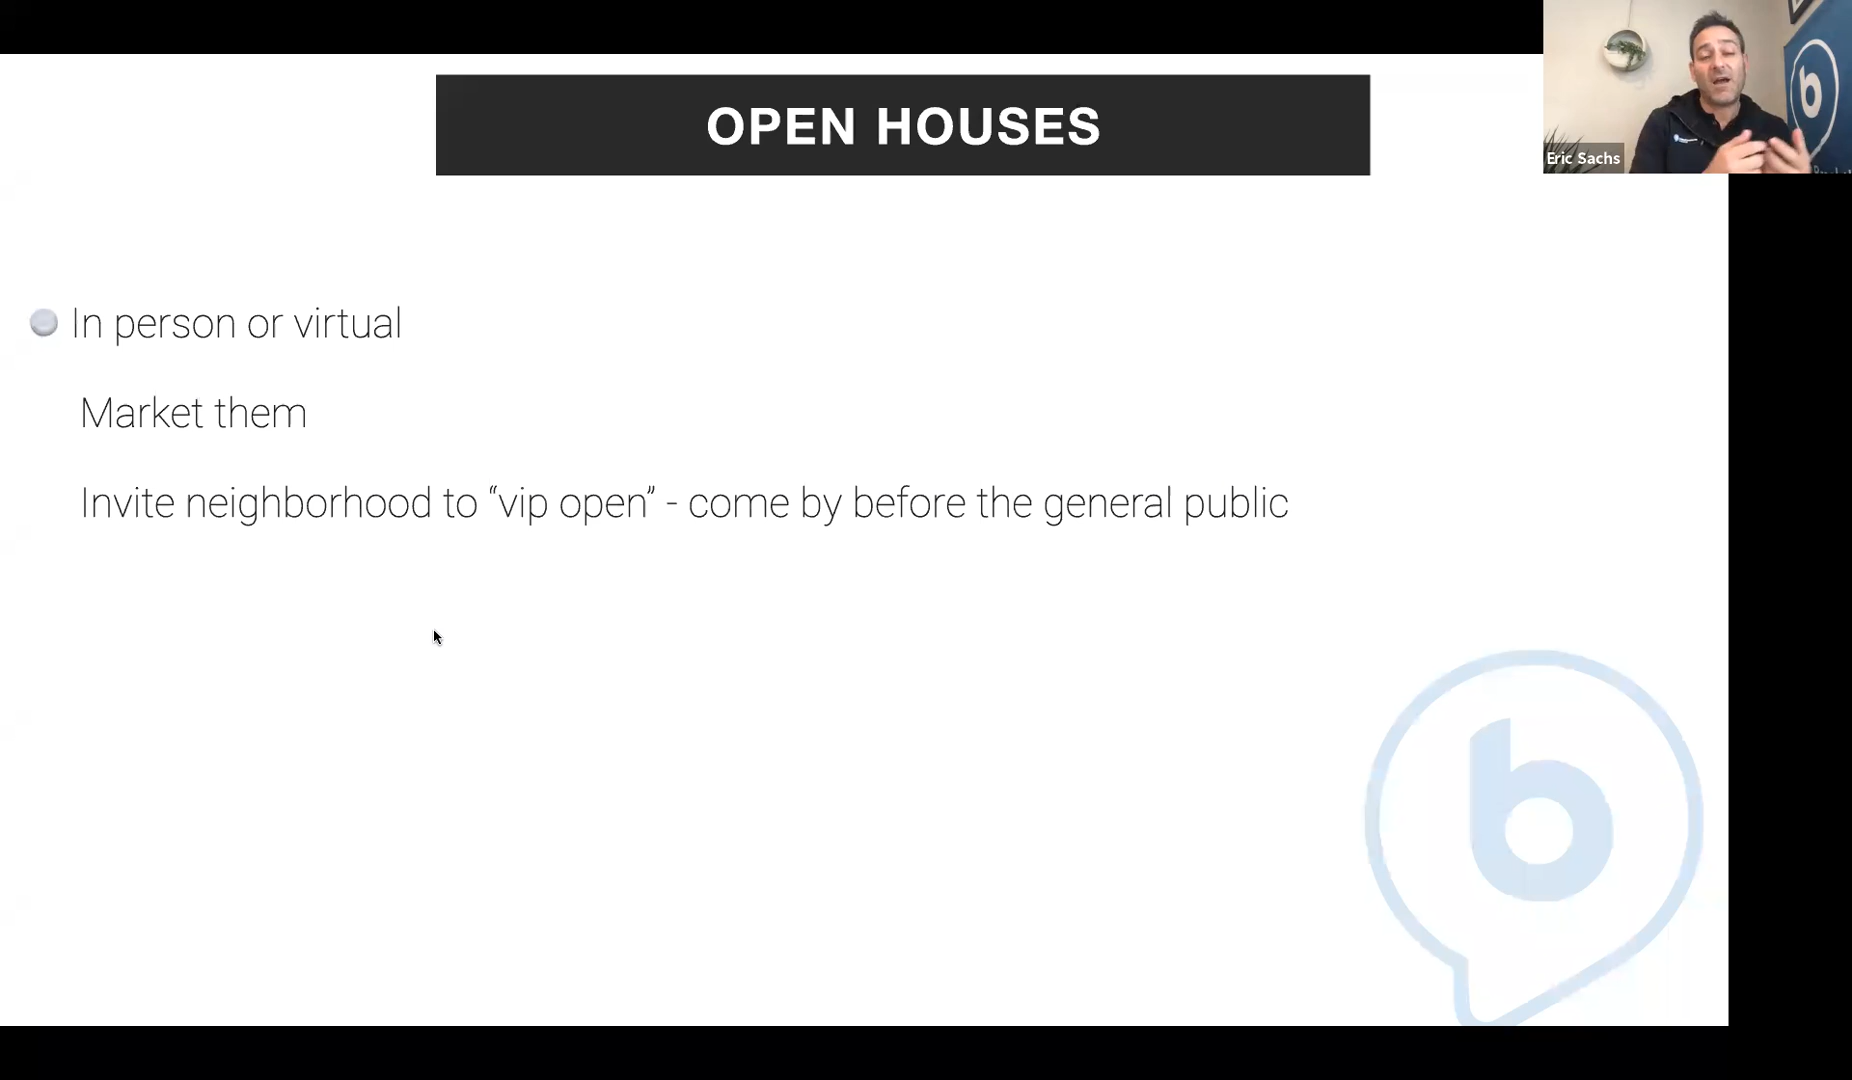 OPEN HOUSES
Eric Sachs
b
In person or virtual
Market them
Invite neighborhood to “vip open” - come by before the general public
b